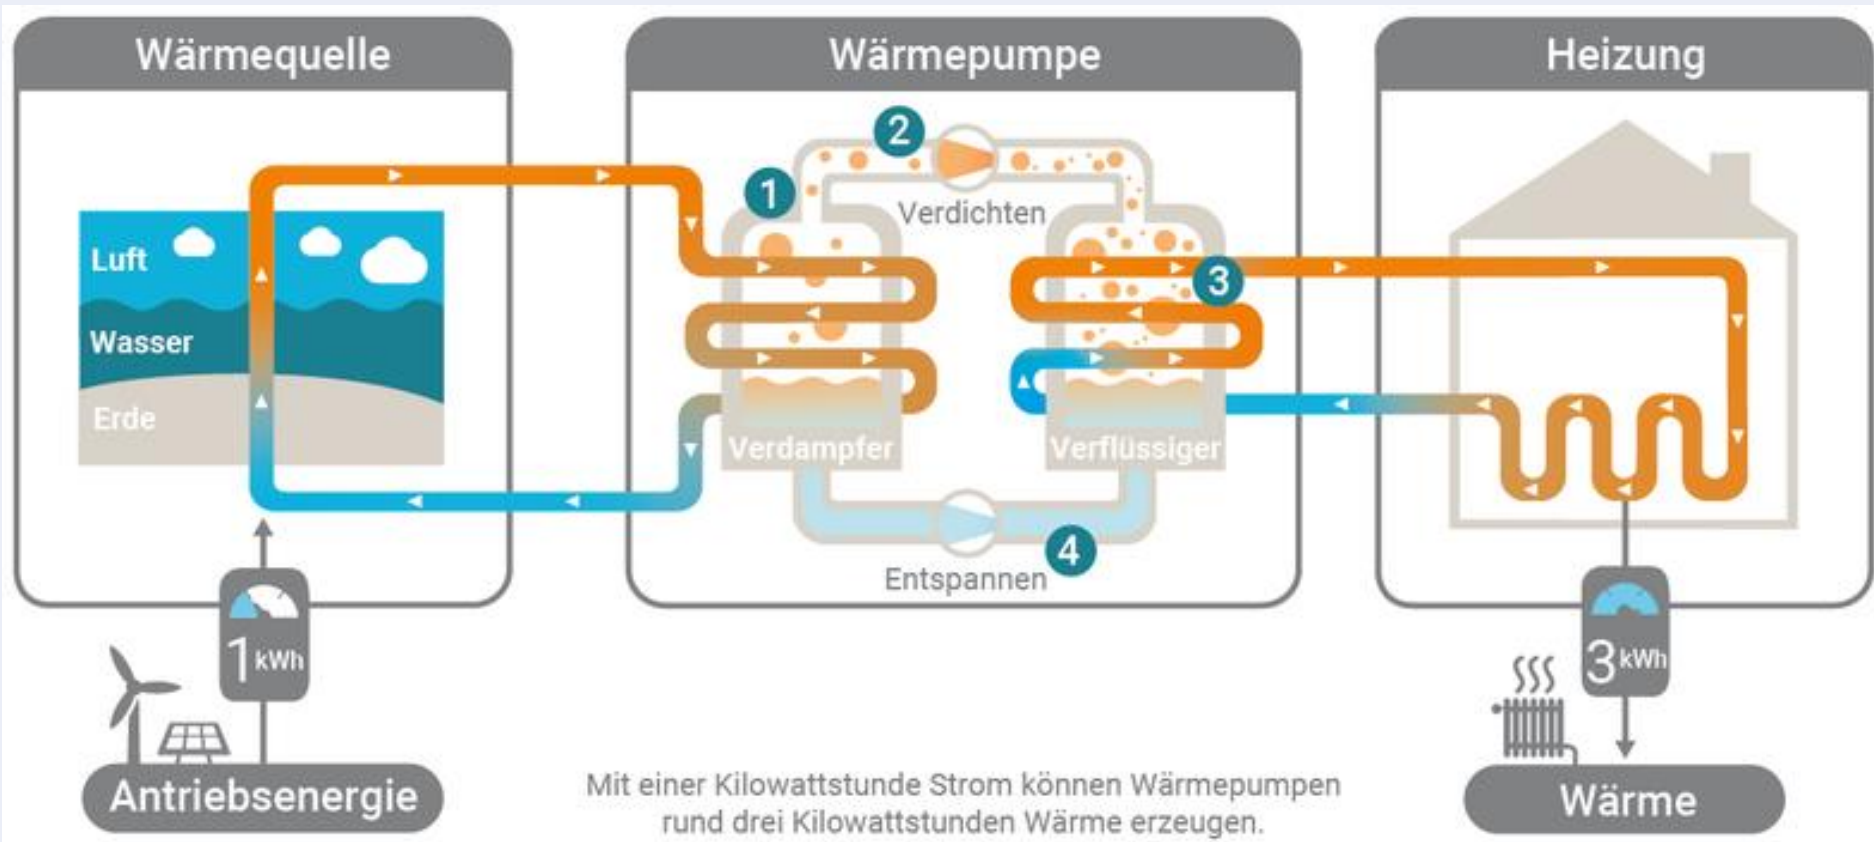 Wärmequelle
Luft
Wasser
Erde
1 kWh
Antriebsenergie
Wärmepumpe
1
2
Verdichten
3
Verdampfer
Verflüssiger
4
Entspannen
Mit einer Kilowattstunde Strom können Wärmepumpen
rund drei Kilowattstunden Wärme erzeugen.
Heizung
3 kWh
Wärme